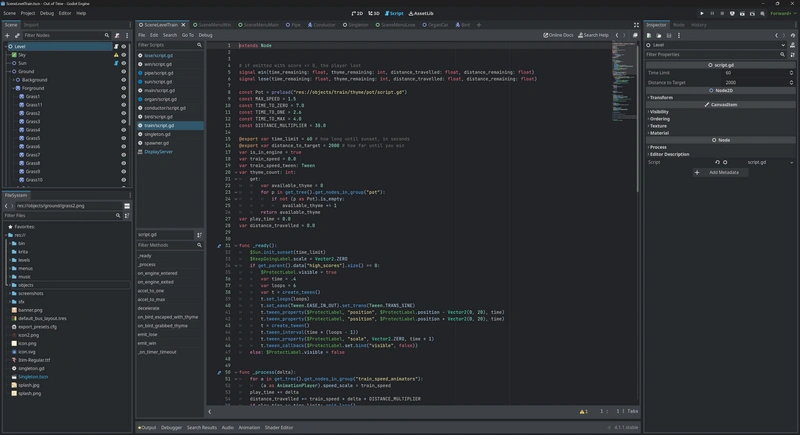 SceneLevelTrain.tscn - Out of Time - Godot Engine
Scene Project Debug Editor Help
2D 3D Script AssetLib
Forward+
Scene Import
Filter Nodes
Level
Sky
Sun
Ground
Background
Forground
Grass1
Grass11
Grass2
Grass3
Grass4
Grass5
Grass6
Grass7
Grass8
Grass9
Grass10
FileSystem
res://objects/ground/grass2.png
Filter Files
Favorites:
res://
bin
krita
levels
menus
music
objects
screenshots
sfx
banner.png
default_bus_layout.tres
export_presets.cfg
icon2.png
icon.png
icon.svg
singleton.gd
Singleton.tscn
splash.jpg
splash.png
SceneLevelTrain SceneMenuWin SceneMenuMain Pipe Conductor Singleton SceneMenuLose OrganCar Bird
File Edit Search Go To Debug
Online Docs Search Help
Filter Scripts
lose/script.gd
win/script.gd
pipe/script.gd
sun/script.gd
main/script.gd
organ/script.gd
conductor/script.gd
bird/script.gd
train/script.gd
singleton.gd
spawner.gd
DisplayServer
script.gd
Filter Methods
_ready
_process
on_engine_entered
on_engine_exited
accel_to_one
accel_to_max
decelerate
on_bird_escaped_with_thyme
on_bird_grabbed_thyme
emit_lose
emit_win
_on_timer_timeout
1 extends Node
2
3
4 # if emitted with score <= 0, the player lost
5 signal win(time_remaining: float, thyme_remaining: int, distance_travelled: float, distance_remaining: float)
6 signal lose(time_remaining: float, thyme_remaining: int, distance_travelled: float, distance_remaining: float)
7
8 const Pot = preload("res://objects/train/thyme/pot/script.gd")
9 const MAX_SPEED = 1.5
10 const TIME_TO_ZERO = 7.0
11 const TIME_TO_ONE = 2.6
12 const TIME_TO_MAX = 4.0
13 const DISTANCE_MULTIPLIER = 30.0
14
15 @export var time_limit = 60 # how long until sunset, in seconds
16 @export var distance_to_target = 2000 # how far until you win
17 var is_in_engine = true
18 var train_speed = 0.0
19 var train_speed_tween: Tween
20 var thyme_count: int:
21 get:
22 var available_thyme = 0
23 for p in get_tree().get_nodes_in_group("pot"):
24 if not (p as Pot).is_empty:
25 available_thyme += 1
26 return available_thyme
27 var play_time = 0.0
28 var distance_travelled = 0.0
29
30
31 func _ready():
32 $Sun.init_sunset(time_limit)
33 $KeepGoingLabel.scale = Vector2.ZERO
34 if get_parent().data["high_scores"].size() == 0:
35 $ProtectLabel.visible = true
36 var time = .4
37 var loops = 6
38 var t = create_tween()
39 t.set_loops(loops)
40 t.set_ease(Tween.EASE_IN_OUT).set_trans(Tween.TRANS_SINE)
41 t.tween_property($ProtectLabel, "position", $ProtectLabel.position - Vector2(0, 20), time)
42 t.tween_property($ProtectLabel, "position", $ProtectLabel.position + Vector2(0, 20), time)
43 t = create_tween()
44 t.tween_interval(time * (loops - 1))
45 t.tween_property($ProtectLabel, "scale", Vector2.ZERO, time * 1)
46 t.tween_callback($ProtectLabel.set.bind("visible", false))
47 else: $ProtectLabel.visible = false
48
49
50 func _process(delta):
51 for a in get_tree().get_nodes_in_group("train_speed_animators"):
52 (a as AnimationPlayer).speed_scale = train_speed
53 play_time += delta
54 distance_travelled += train_speed * delta * DISTANCE_MULTIPLIER
1 1 : 1 | Tabs
Output Debugger Search Results Audio Animation Shader Editor
4.1.1.stable
Inspector Node History
Level
Filter Properties
script.gd
Time Limit 60
Distance to Target 2000
Node2D
Transform
CanvasItem
Visibility
Ordering
Texture
Material
Node
Process
Editor Description
Script script.gd
Add Metadata